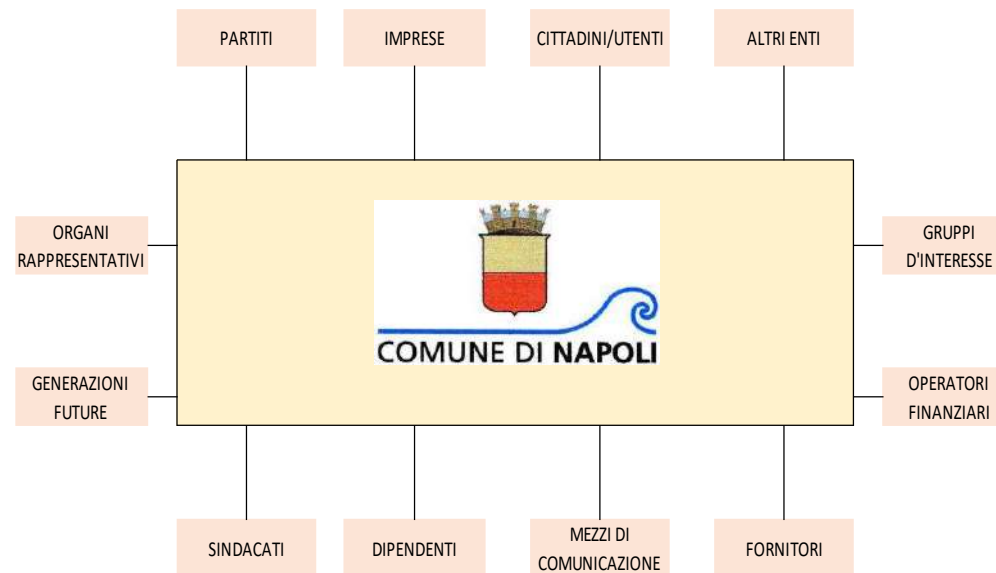 PARTITI
IMPRESE
CITTADINI/UTENTI
ALTRI ENTI
ORGANI
RAPPRESENTATIVI
GRUPPI
D'INTERESSE
COMUNE DI NAPOLI
GENERAZIONI
FUTURE
OPERATORI
FINANZIARI
SINDACATI
DIPENDENTI
MEZZI DI
COMUNICAZIONE
FORNITORI